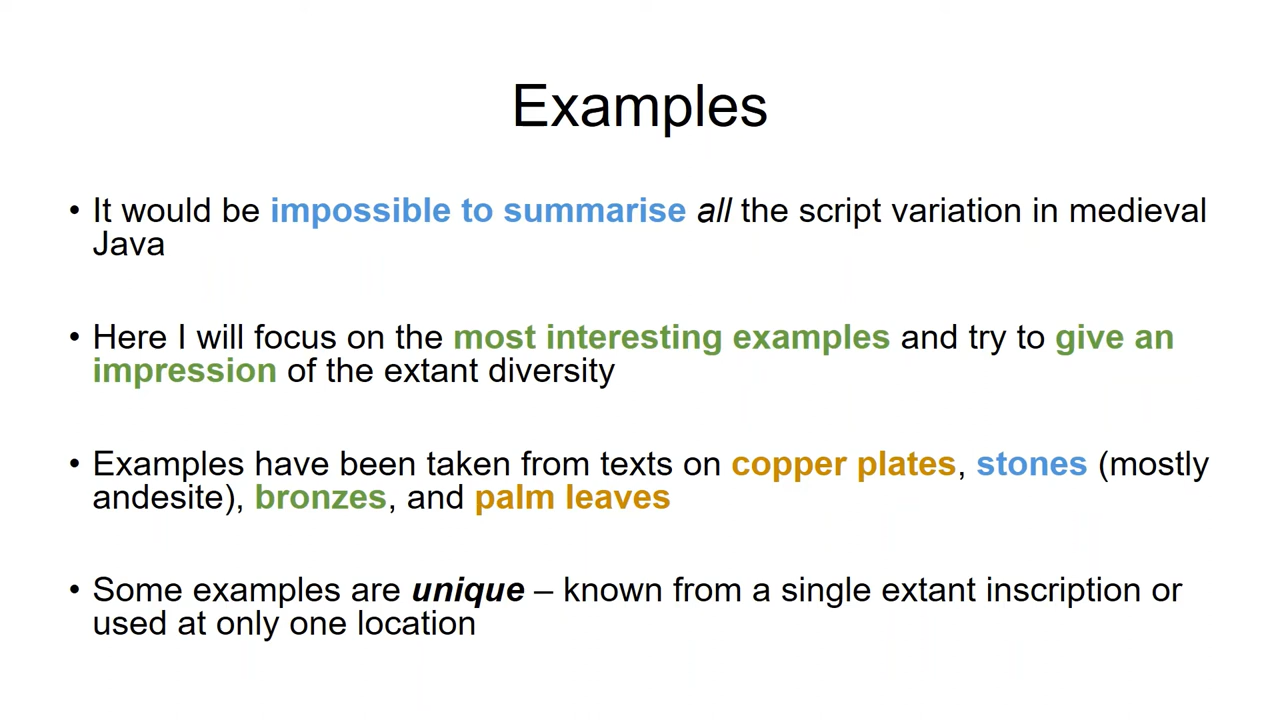 Examples
• It would be impossible to summarise all the script variation in medieval
Java
• Here I will focus on the most interesting examples and try to give an
impression of the extant diversity
• Examples have been taken from texts on copper plates, stones (mostly
andesite), bronzes, and palm leaves
• Some examples are unique – known from a single extant inscription or
used at only one location